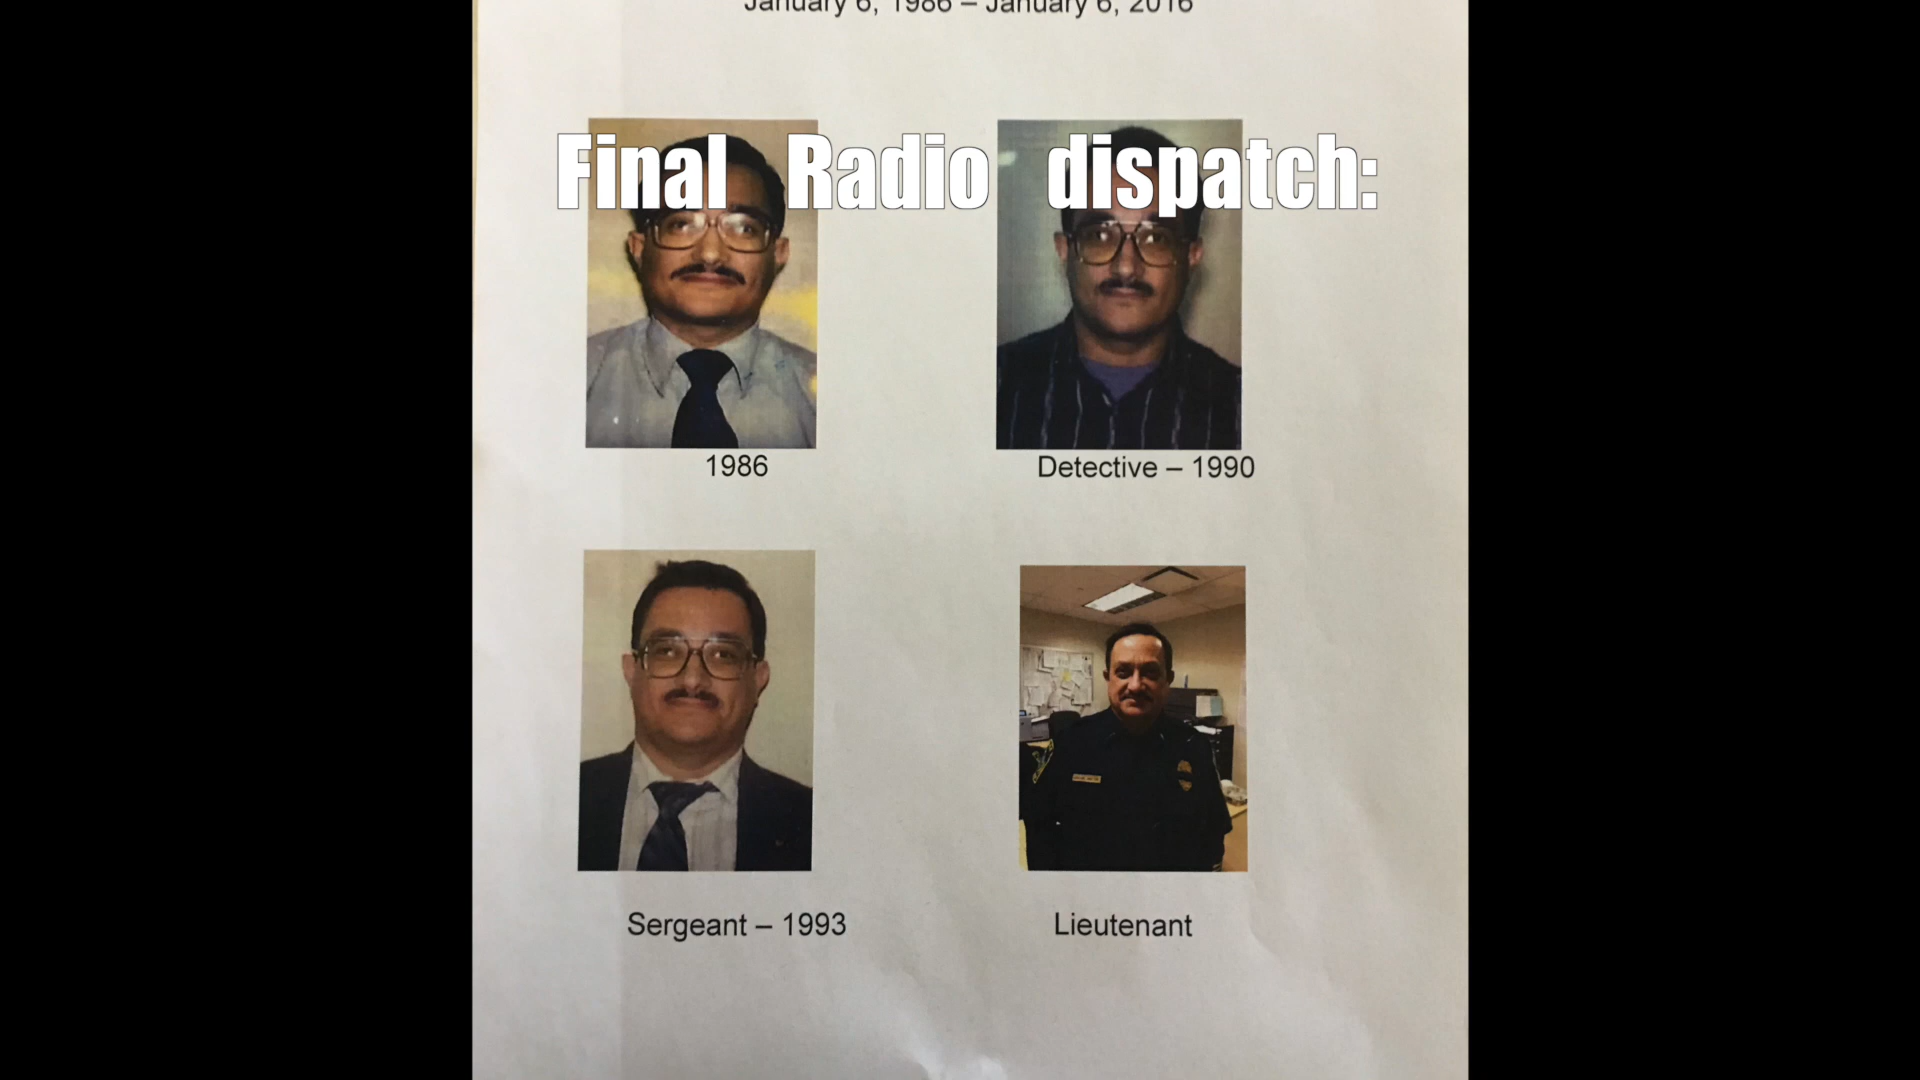 January 6, 1986 – January 6, 2016
Final Radio dispatch:
1986
Detective – 1990
Sergeant – 1993
Lieutenant